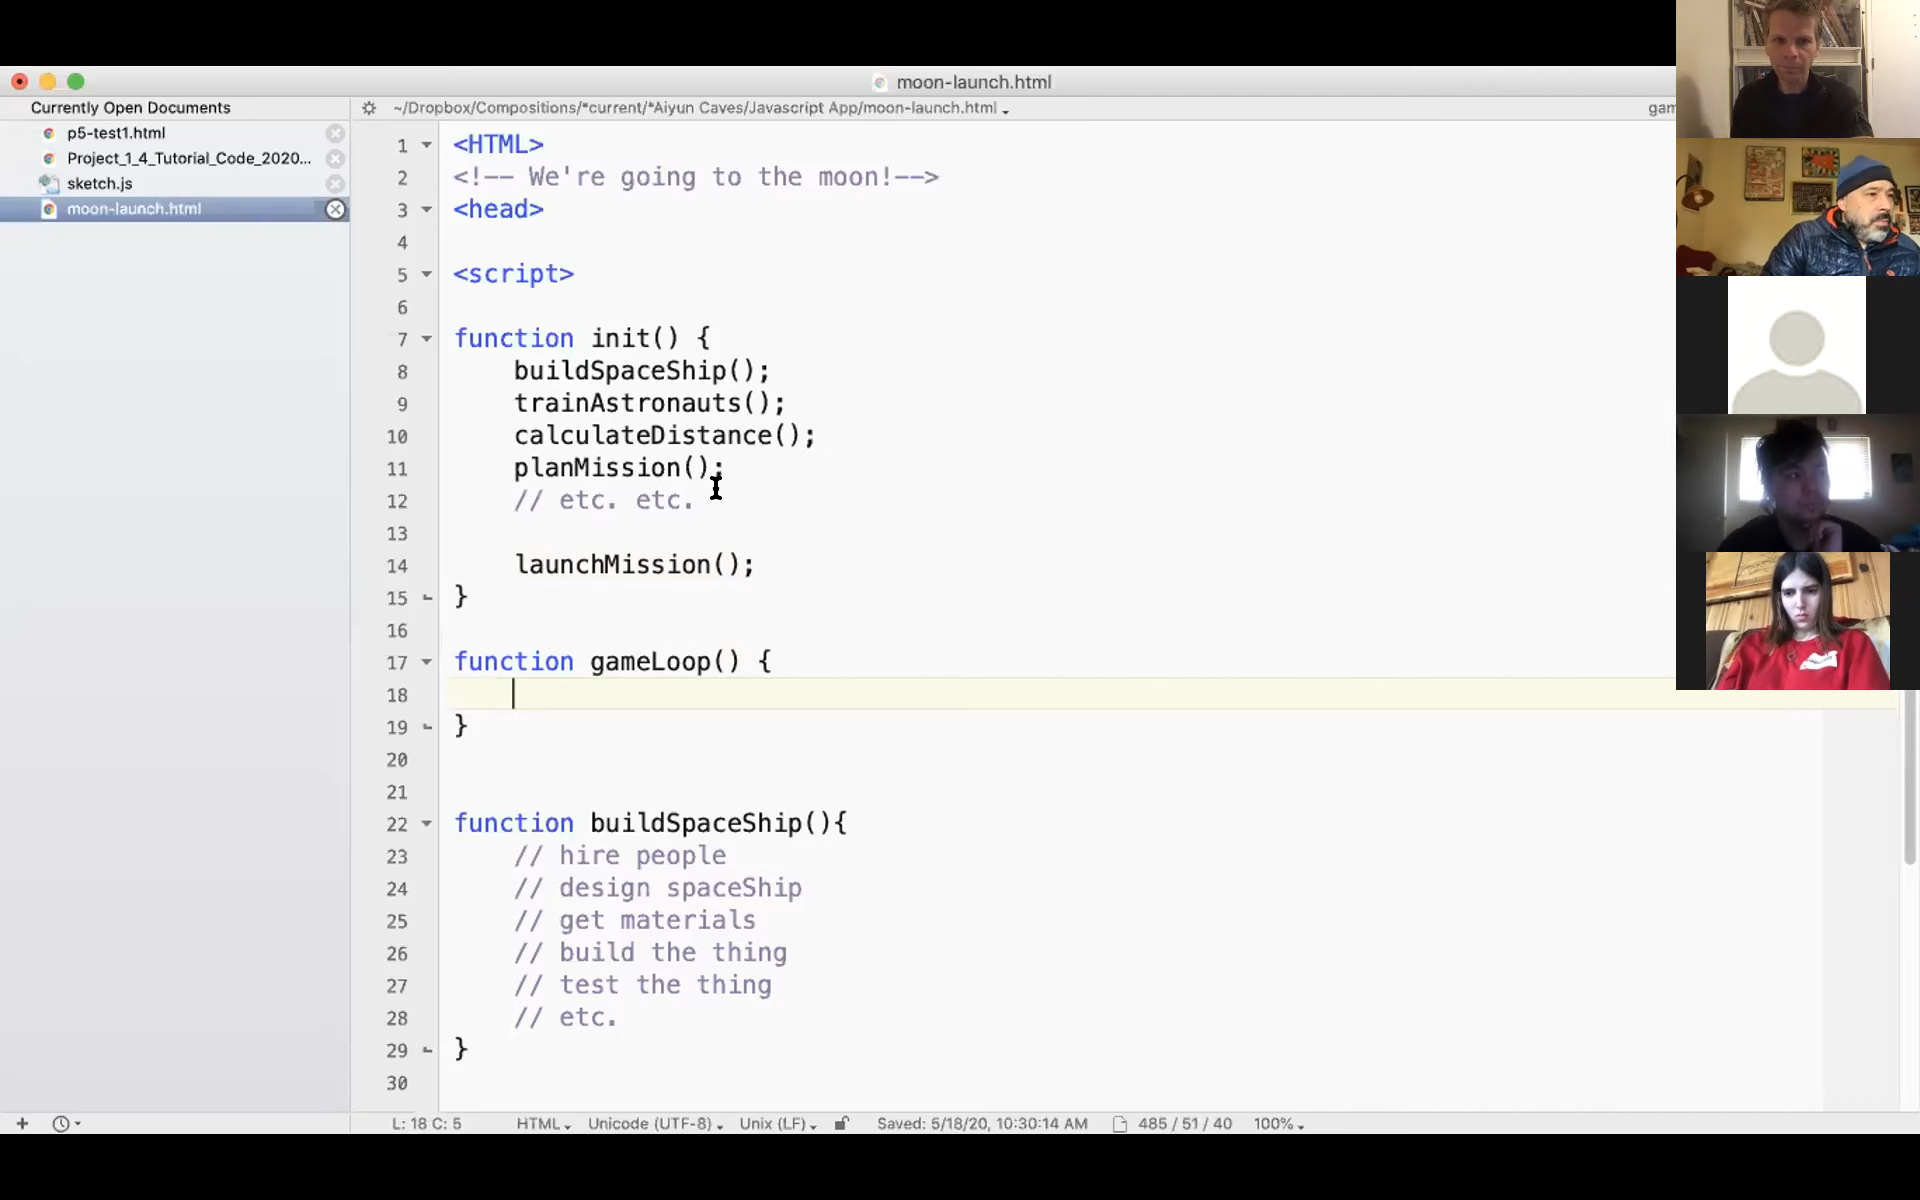 moon-launch.html
Currently Open Documents
~/Dropbox/Compositions/*current/*Aiyun Caves/Javascript App/moon-launch.html
gam
p5-test1.html
Project_1_4_Tutorial_Code_2020...
sketch.js
moon-launch.html
1 <HTML>
2 <!-- We're going to the moon!-->
3 <head>
4
5 <script>
6
7 function init() {
8 buildSpaceShip();
9 trainAstronauts();
10 calculateDistance();
11 planMission();
12 // etc. etc.
13
14 launchMission();
15 }
16
17 function gameLoop() {
18
19 }
20
21
22 function buildSpaceShip(){
23 // hire people
24 // design spaceShip
25 // get materials
26 // build the thing
27 // test the thing
28 // etc.
29 }
30
L: 18 C: 5 HTML Unicode (UTF-8) Unix (LF) Saved: 5/18/20, 10:30:14 AM 485 / 51 / 40 100%